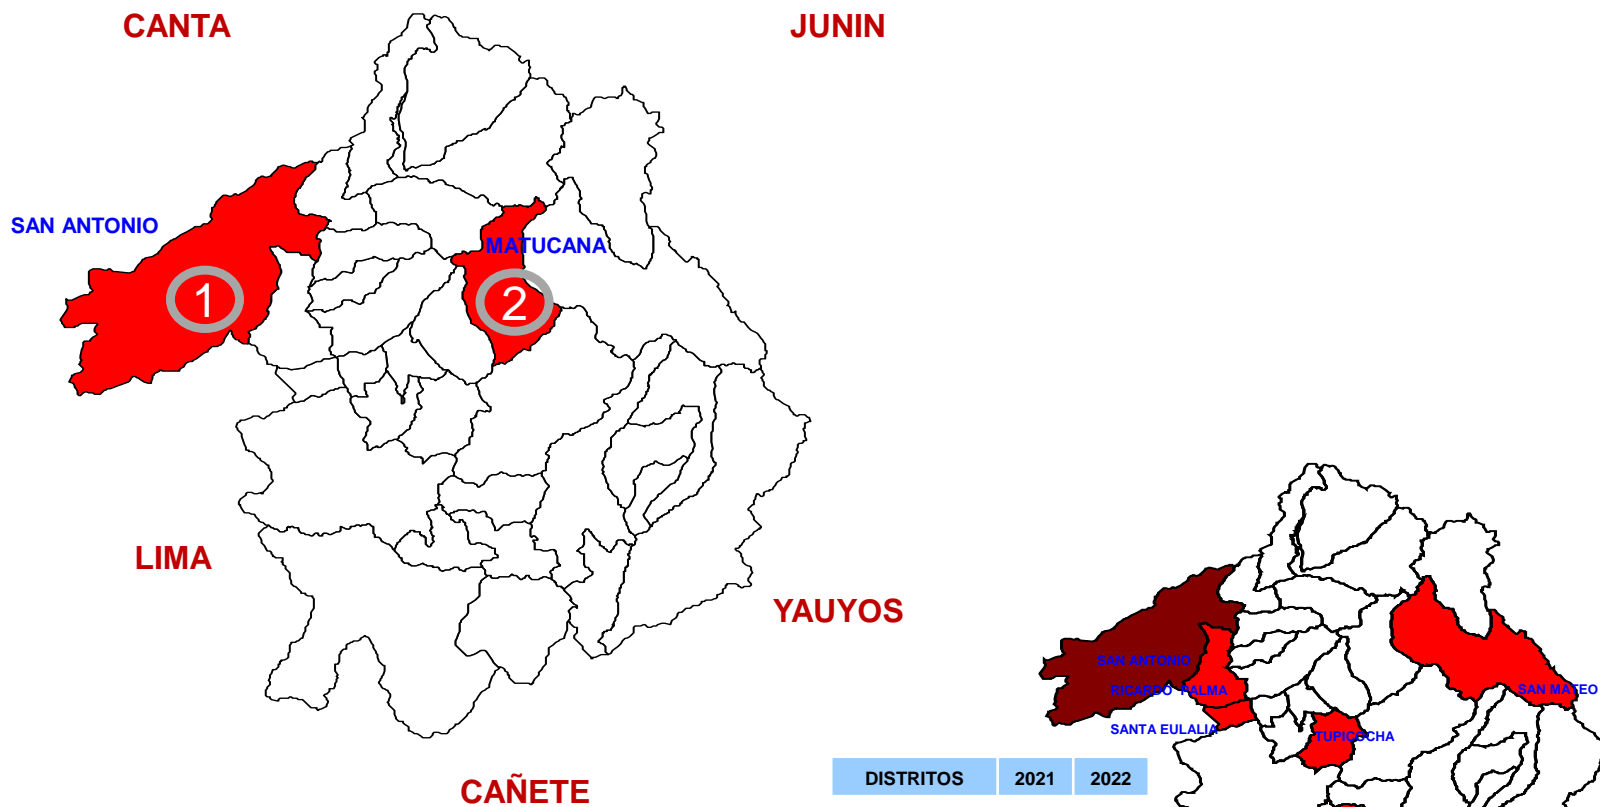 CANTA
JUNIN
SAN ANTONIO
MATUCANA
1
2
LIMA
YAUYOS
CAÑETE
SAN ANTONIO
RICARDO PALMA
SAN MATEO
SANTA EULALIA
TUPICOCHA
DISTRITOS 2021 2022